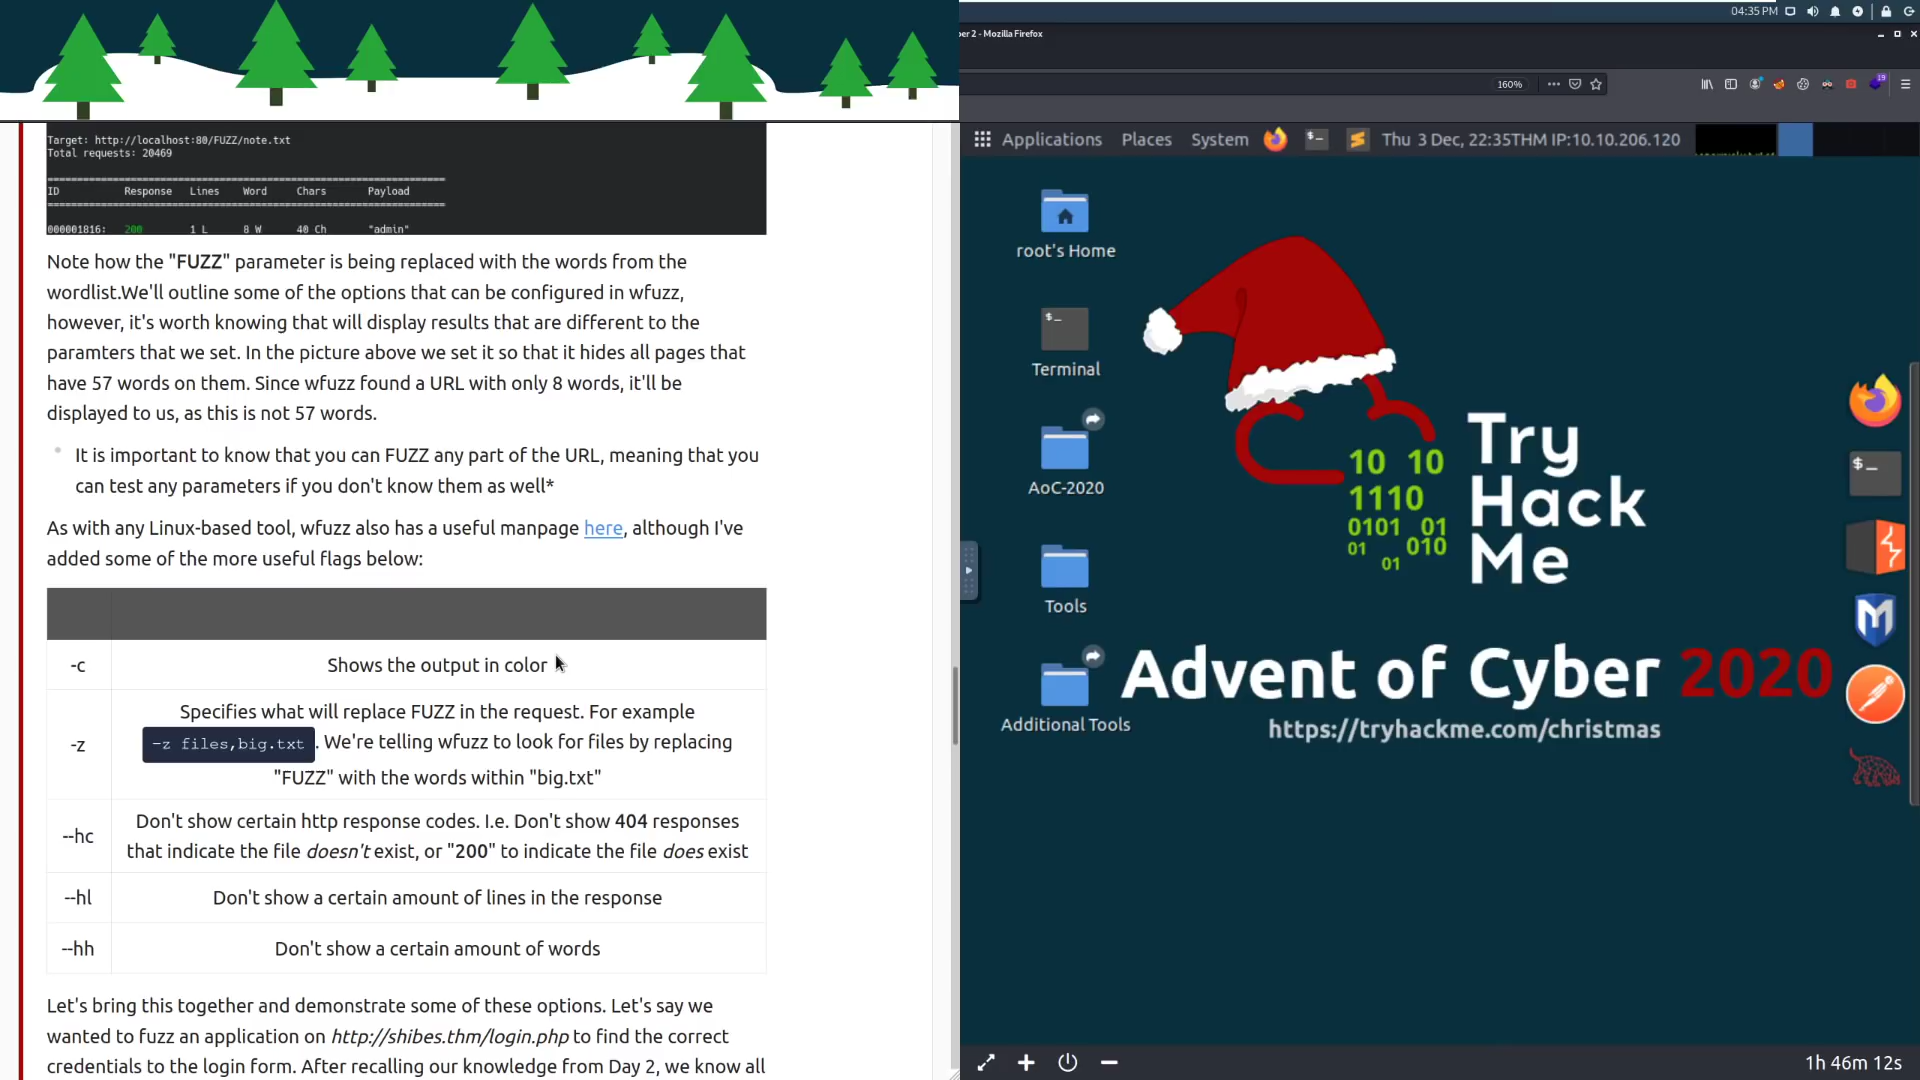 04:35 PM
ber 2 - Mozilla Firefox
160%
19
Target: http://localhost:80/FUZZ/note.txt
Total requests: 20469
ID Response Lines Word Chars Payload
000001816: 200 1 L 8 W 40 Ch "admin"
Note how the "FUZZ" parameter is being replaced with the words from the
wordlist.We'll outline some of the options that can be configured in wfuzz,
however, it's worth knowing that will display results that are different to the
paramters that we set. In the picture above we set it so that it hides all pages that
have 57 words on them. Since wfuzz found a URL with only 8 words, it'll be
displayed to us, as this is not 57 words.
It is important to know that you can FUZZ any part of the URL, meaning that you
can test any parameters if you don't know them as well*
As with any Linux-based tool, wfuzz also has a useful manpage here, although I've
added some of the more useful flags below:
-c Shows the output in color
-z Specifies what will replace FUZZ in the request. For example
-z files,big.txt . We're telling wfuzz to look for files by replacing
"FUZZ" with the words within "big.txt"
--hc Don't show certain http response codes. I.e. Don't show 404 responses
that indicate the file doesn't exist, or "200" to indicate the file does exist
--hl Don't show a certain amount of lines in the response
--hh Don't show a certain amount of words
Let's bring this together and demonstrate some of these options. Let's say we
wanted to fuzz an application on http://shibes.thm/login.php to find the correct
credentials to the login form. After recalling our knowledge from Day 2, we know all
Applications Places System Thu 3 Dec, 22:35THM IP:10.10.206.120
root's Home
Terminal
AoC-2020
Tools
Additional Tools
10 10
1110
0101 01
01 010
01
Try
Hack
Me
Advent of Cyber 2020
https://tryhackme.com/christmas
1h 46m 12s